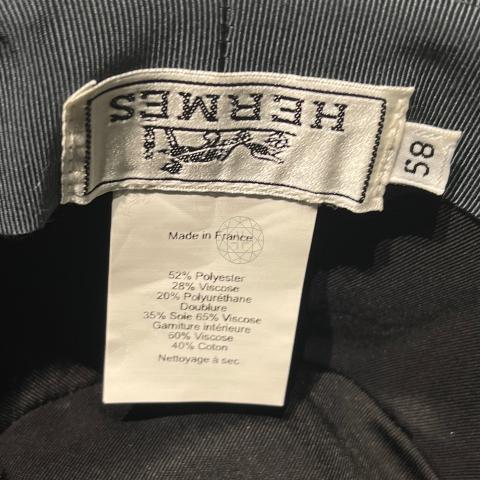 HERMES
58
Made in France
52% Polyester
28% Viscose
20% Polyuréthane
Doublure
35% Soie 65% Viscose
Garniture intérieure
60% Viscose
40% Coton
Nettoyage à sec